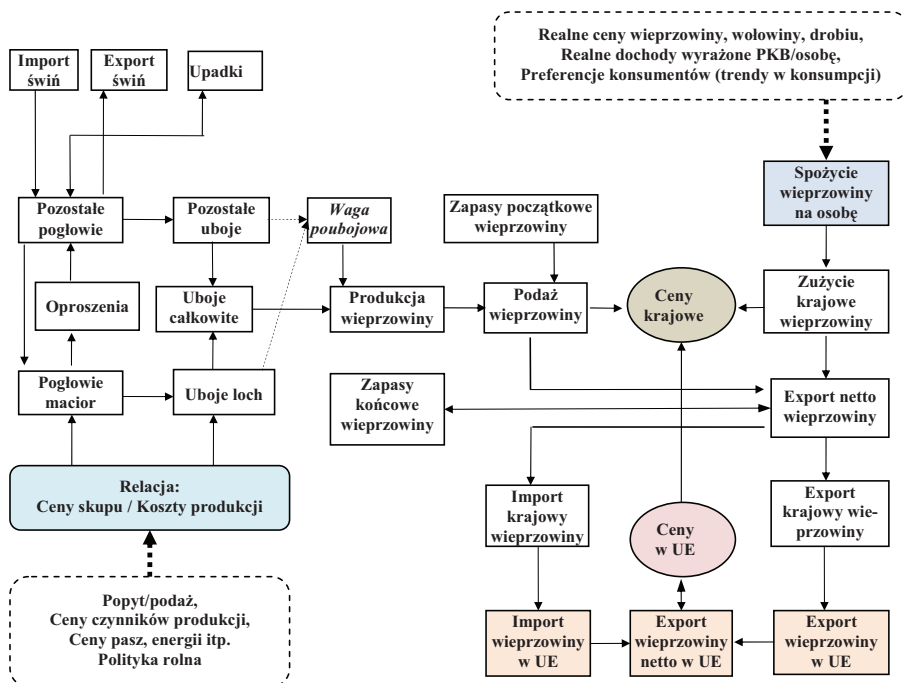 Realne ceny wieprzowiny, wołowiny, drobiu,
Realne dochody wyrażone PKB/osobę,
Preferencje konsumentów (trendy w konsumpcji)
Import
świń
Export
świń
Upadki
Spożycie
wieprzowiny
na osobę
Pozostałe
pogłowie
Pozostałe
uboje
Waga
poubojowa
Zapasy początkowe
wieprzowiny
Oproszenia
Uboje
całkowite
Produkcja
wieprzowiny
Podaż
wieprzowiny
Ceny
krajowe
Zużycie
krajowe
wieprzowiny
Pogłowie
macior
Uboje loch
Zapasy
końcowe
wieprzowiny
Export netto
wieprzowiny
Relacja:
Ceny skupu / Koszty produkcji
Import
krajowy
wieprzowiny
Ceny
w UE
Export
krajowy wie-
przowiny
Popyt/podaż,
Ceny czynników produkcji,
Ceny pasz, energii itp.
Polityka rolna
Import
wieprzowiny
w UE
Export
wieprzowiny
netto w UE
Export
wieprzowiny
w UE